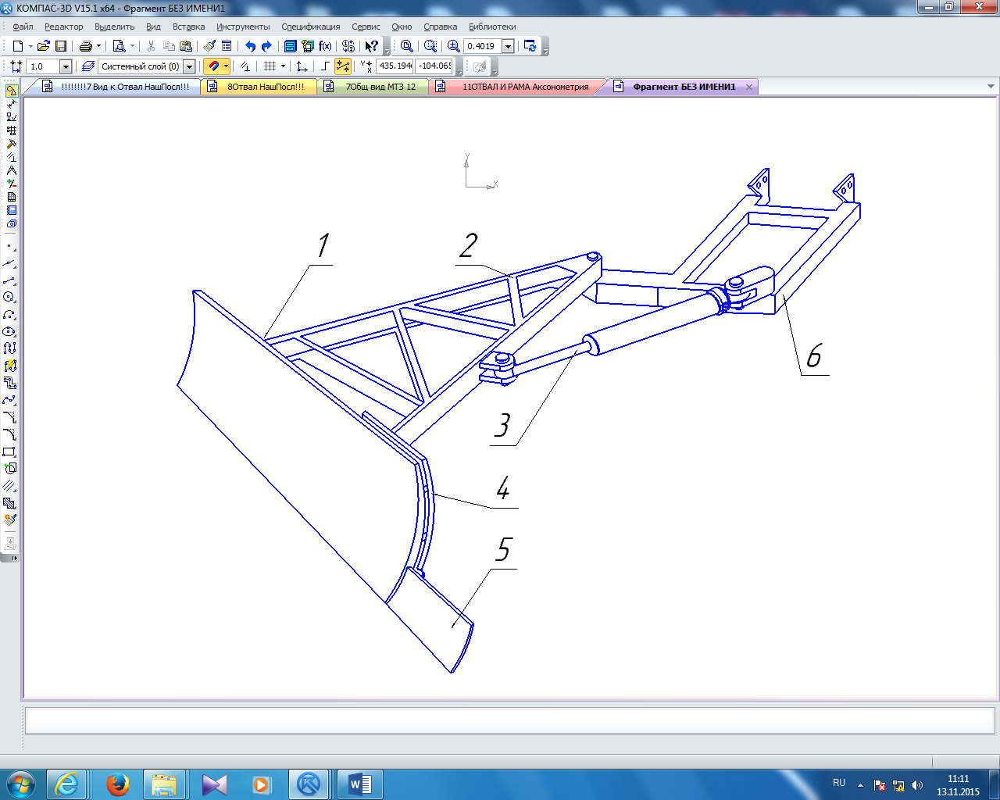 КОМПАС-3D V15.1 x64 - Фрагмент БЕЗ ИМЕНИ1
Файл Редактор Выделить Вид Вставка Инструменты Спецификация Сервис Окно Справка Библиотеки
f(x) 0.4019
1.0 Системный слой (0) 435.194 -104.065
!!!!!!!!7 Вид к Отвал НашПосл!!! 8Отвал НашПосл!!! 7Общ вид МТЗ 12 11ОТВАЛ И РАМА Аксонометрия Фрагмент БЕЗ ИМЕНИ1
Y
X
1
2
6
3
4
5
RU 11:11
13.11.2015